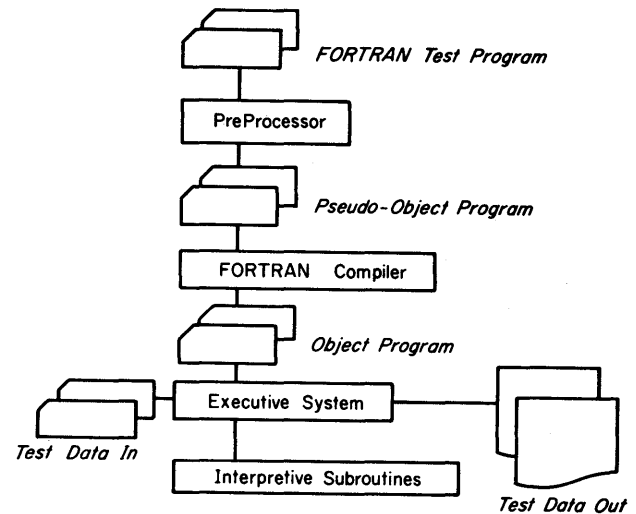 FORTRAN Test Program
PreProcessor
Pseudo-Object Program
FORTRAN Compiler
Object Program
Executive System
Test Data In
Interpretive Subroutines
Test Data Out